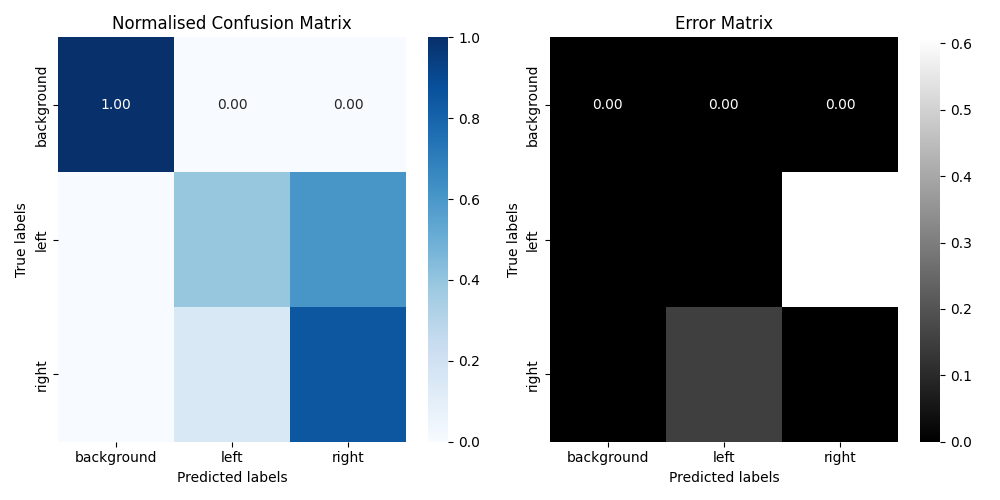 Normalised Confusion Matrix
True labels
background
left
right
1.00 0.00 0.00
background left right
Predicted labels
1.0
0.8
0.6
0.4
0.2
0.0
Error Matrix
True labels
background
left
right
0.00 0.00 0.00
background left right
Predicted labels
0.6
0.5
0.4
0.3
0.2
0.1
0.0